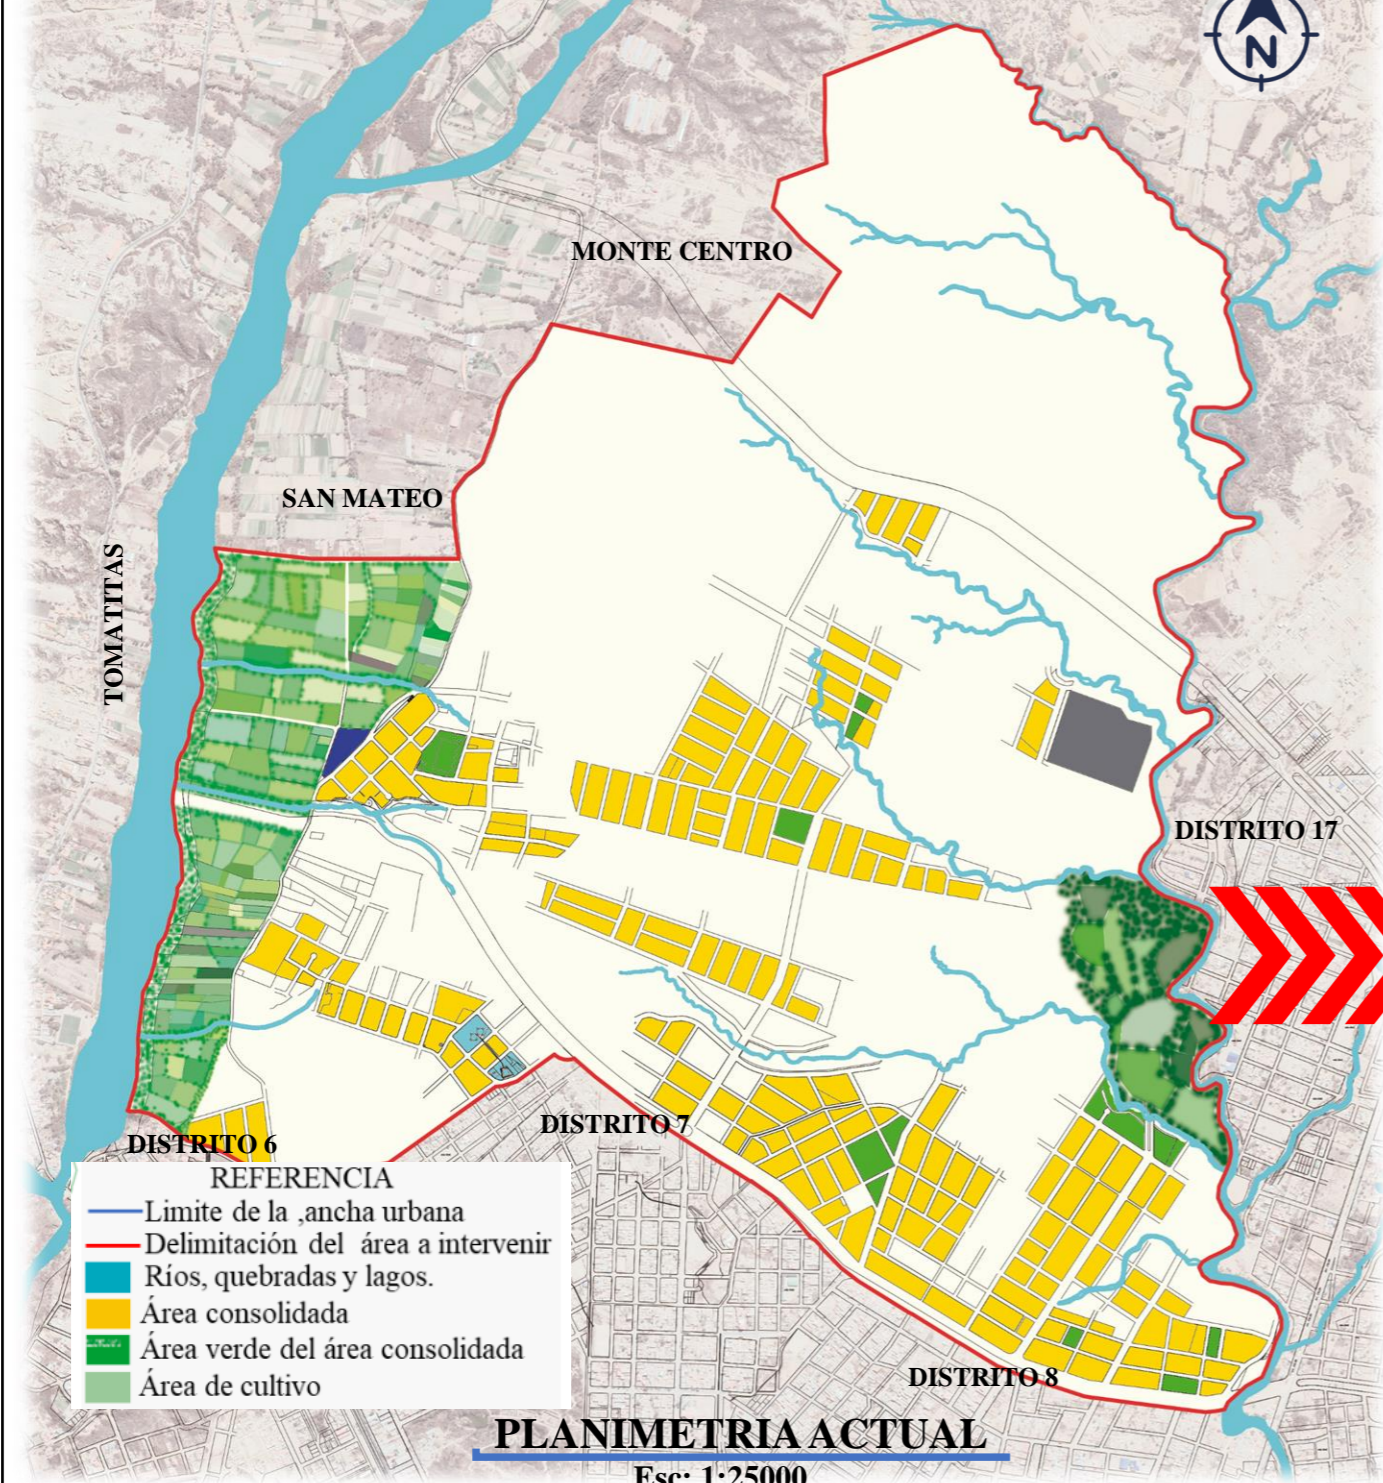 N
MONTE CENTRO
SAN MATEO
TOMATITAS
DISTRITO 17
DISTRITO 7
DISTRITO 6
REFERENCIA
Limite de la ,ancha urbana
Delimitación del área a intervenir
Ríos, quebradas y lagos.
Área consolidada
Área verde del área consolidada
Área de cultivo
DISTRITO 8
PLANIMETRIA ACTUAL
Esc: 1:25000